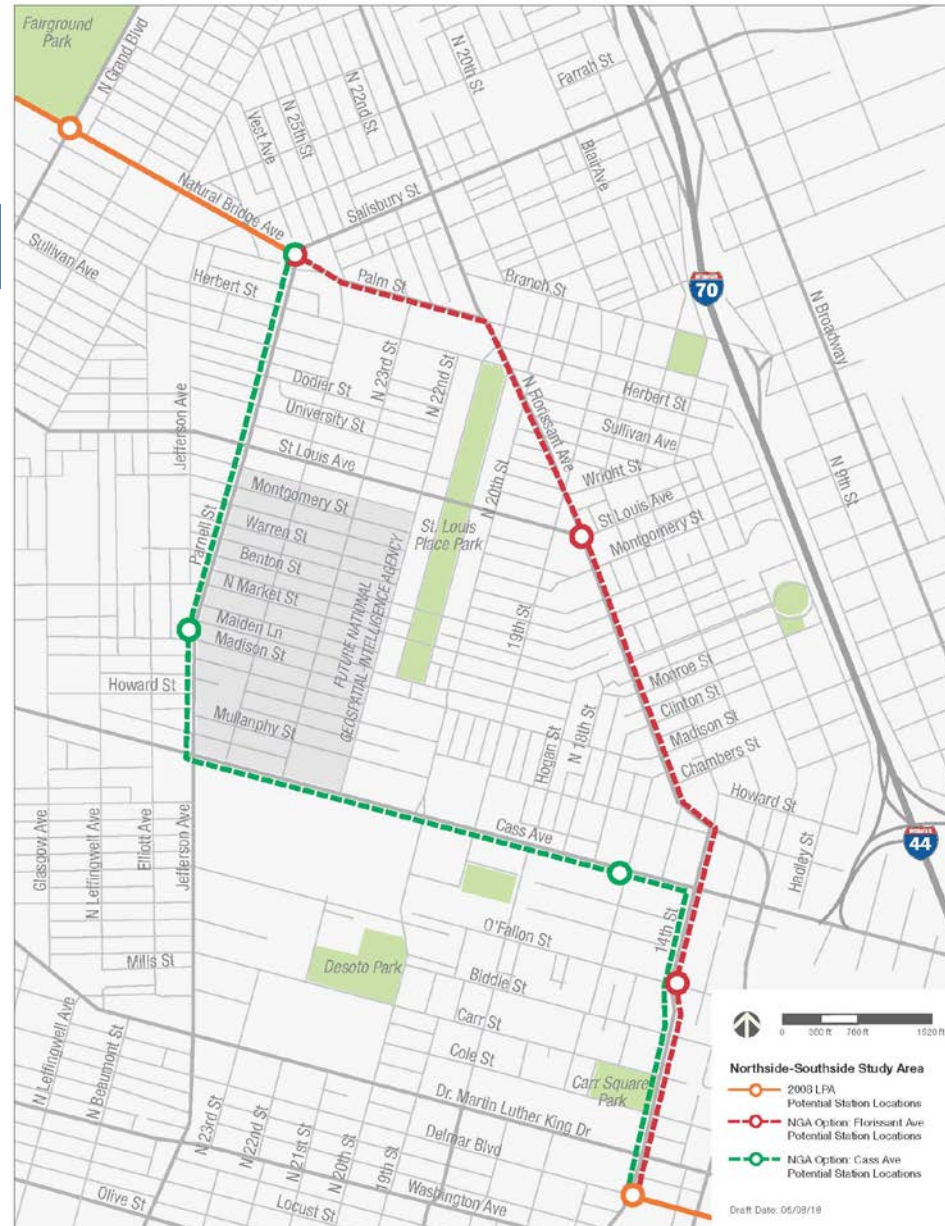 Fairground
Park
N Grand Blvd
N 20th St
Farrah St
N 22nd St
N 25th St
Vest Ave
Blair Ave
Natural Bridge Ave
Salisbury St
Sullivan Ave
Herbert St
Palm St
Branch St
70
N Broadway
Dodier St
N 23rd St
N 22nd St
Herbert St
University St
N Florissant Ave
Sullivan Ave
Jefferson Ave
St Louis Ave
Wright St
N 9th St
Montgomery St
N 20th St
St Louis Ave
Warren St
St. Louis
Place Park
Montgomery St
Parnell St
Benton St
N Market St
FUTURE NATIONAL
GEOSPATIAL INTELLIGENCE AGENCY
19th St
Maiden Ln
Madison St
Monroe St
Howard St
Clinton St
Mullanphy St
Hogan St
N 18th St
Madison St
Chambers St
Howard St
Cass Ave
Hadley St
44
Glasgow Ave
N Leffingwell Ave
Elliott Ave
Jefferson Ave
14th St
O'Fallon St
Mills St
Desoto Park
Biddle St
Carr St
Cole St
Carr Square
Park
N Leffingwell Ave
N Beaumont St
Dr. Martin Luther King Dr
N 23rd St
N 22nd St
N 21st St
N 20th St
19th St
Delmar Blvd
Washington Ave
Olive St
Locust St
0 380 ft 760 ft 1520 ft
Northside-Southside Study Area
2008 LPA
Potential Station Locations
NGA Option: Florissant Ave
Potential Station Locations
NGA Option: Cass Ave
Potential Station Locations
Draft Date: